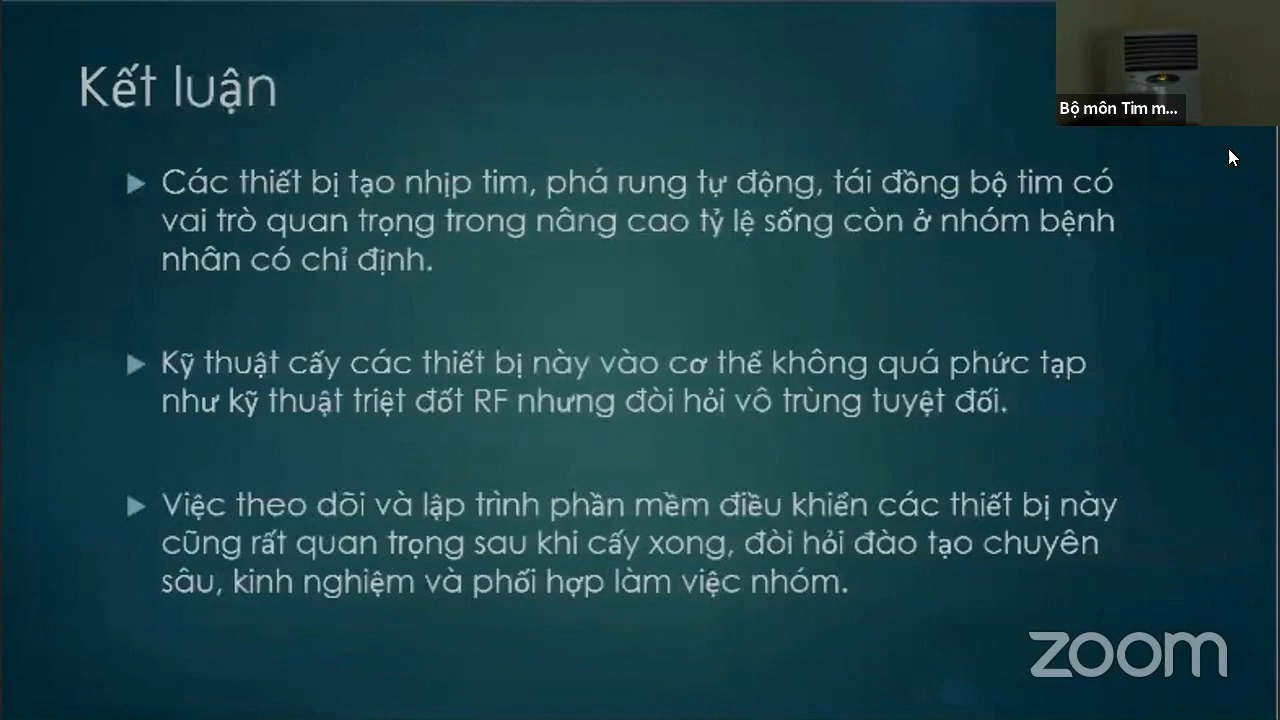 Kết luận
Bộ môn Tim m...
Các thiết bị tạo nhịp tim, phá rung tự động, tái đồng bộ tim có
vai trò quan trọng trong nâng cao tỷ lệ sống còn ở nhóm bệnh
nhân có chỉ định.
Kỹ thuật cấy các thiết bị này vào cơ thể không quá phức tạp
như kỹ thuật triệt đốt RF nhưng đòi hỏi vô trùng tuyệt đối.
Việc theo dõi và lập trình phần mềm điều khiển các thiết bị này
cũng rất quan trọng sau khi cấy xong, đòi hỏi đào tạo chuyên
sâu, kinh nghiệm và phối hợp làm việc nhóm.
zoom